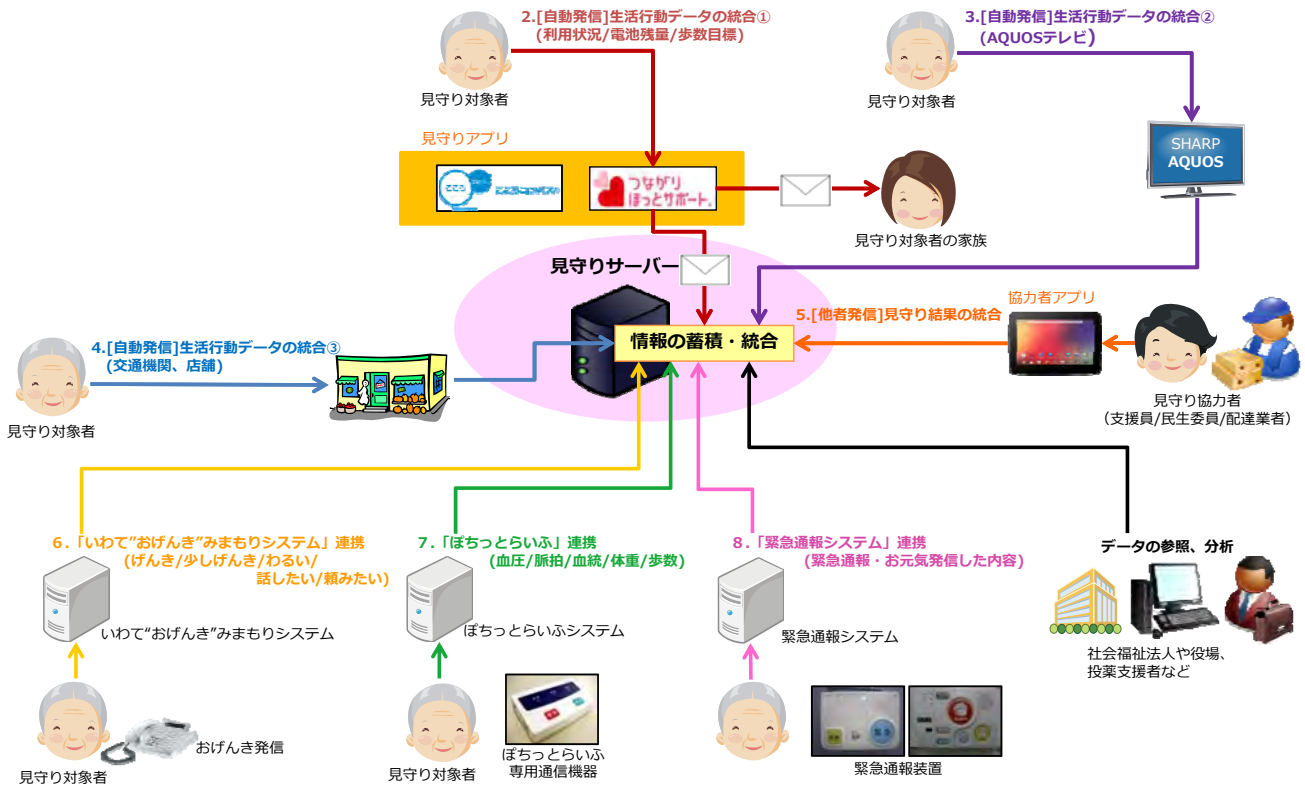 2.[自動発信]生活行動データの統合①
(利用状況/電池残量/歩数目標)
見守り対象者
3.[自動発信]生活行動データの統合②
(AQUOSテレビ)
見守り対象者
SHARP
AQUOS
見守りアプリ
つながり
ほっとサポート.
見守り対象者の家族
見守りサーバー
情報の蓄積・統合
4.[自動発信]生活行動データの統合③
(交通機関、店舗)
見守り対象者
5.[他者発信]見守り結果の統合
協力者アプリ
見守り協力者
(支援員/民生委員/配達業者)
6.「いわて"おげんき"みまもりシステム」連携
(げんき/少しげんき/わるい/
話したい/頼みたい)
いわて"おげんき"みまもりシステム
おげんき発信
見守り対象者
7.「ぽちっとらいふ」連携
(血圧/脈拍/血統/体重/歩数)
ぽちっとらいふシステム
見守り対象者
ぽちっとらいふ
専用通信機器
8.「緊急通報システム」連携
(緊急通報・お元気発信した内容)
緊急通報システム
緊急通報装置
データの参照、分析
社会福祉法人や役場、
投薬支援者など